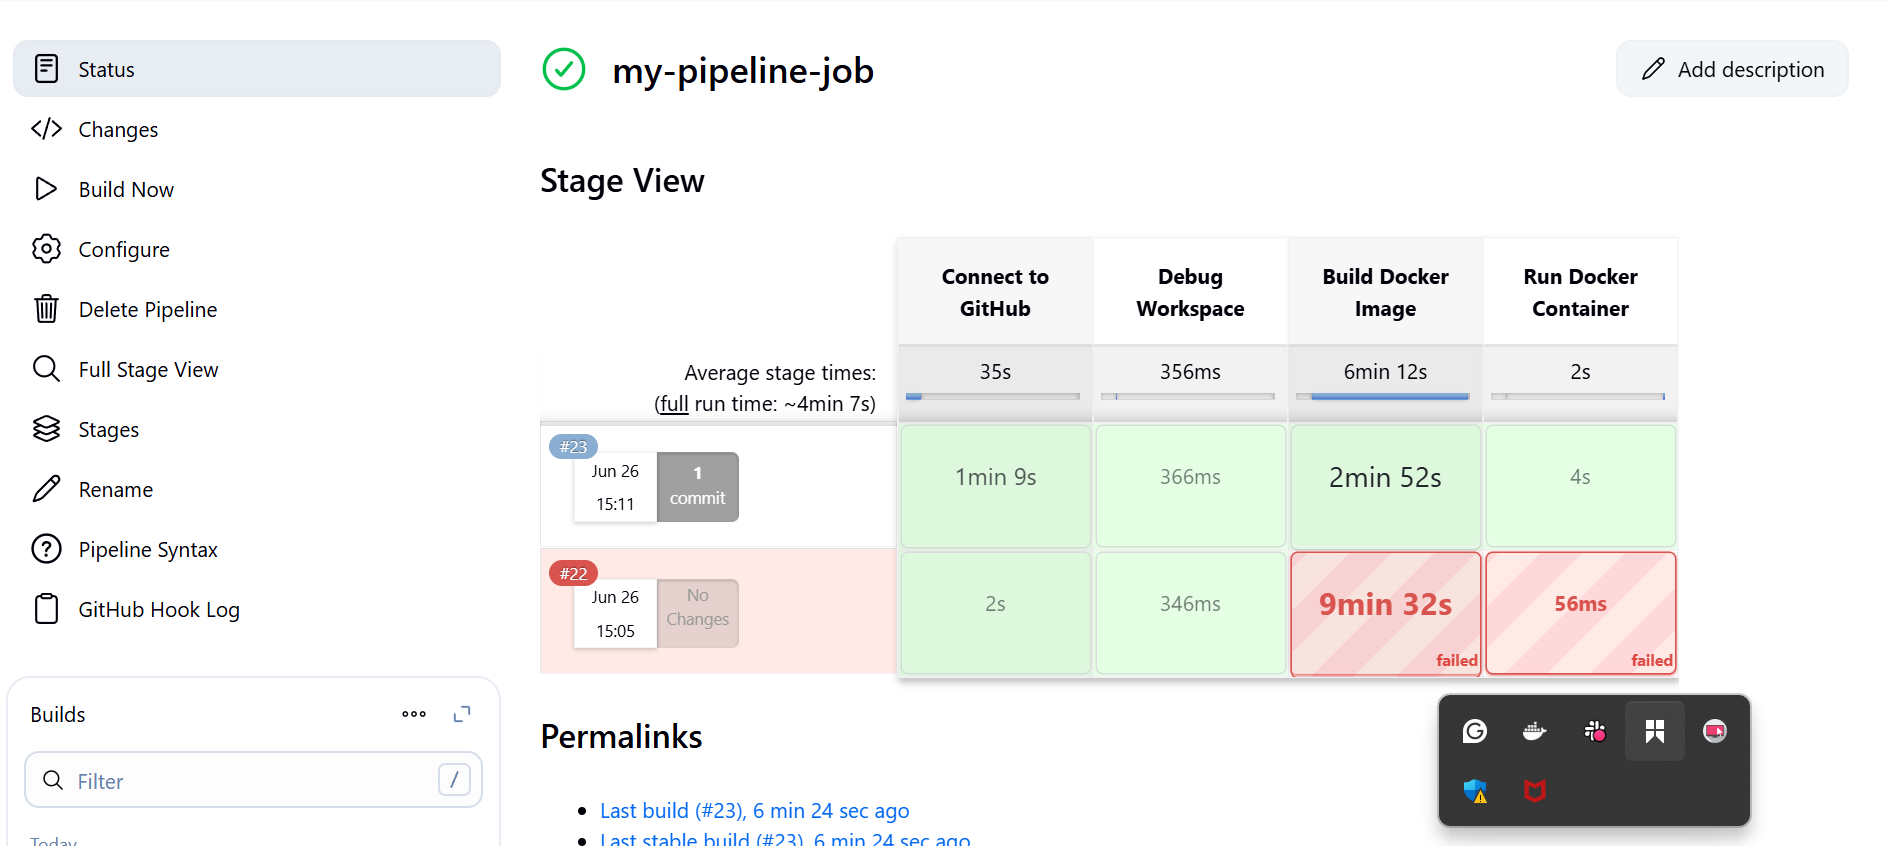 Status
Changes
Build Now
Configure
Delete Pipeline
Full Stage View
Stages
Rename
Pipeline Syntax
GitHub Hook Log
Builds
Filter
/
Today
my-pipeline-job
Add description
Stage View
Connect to
GitHub
Debug
Workspace
Build Docker
Image
Run Docker
Container
Average stage times:
(full run time: ~4min 7s)
35s
356ms
6min 12s
2s
#23
Jun 26
15:11
1
commit
1min 9s
366ms
2min 52s
4s
#22
Jun 26
15:05
No
Changes
2s
346ms
9min 32s
failed
56ms
failed
Permalinks
Last build (#23), 6 min 24 sec ago
Last stable build (#23), 6 min 24 sec ago